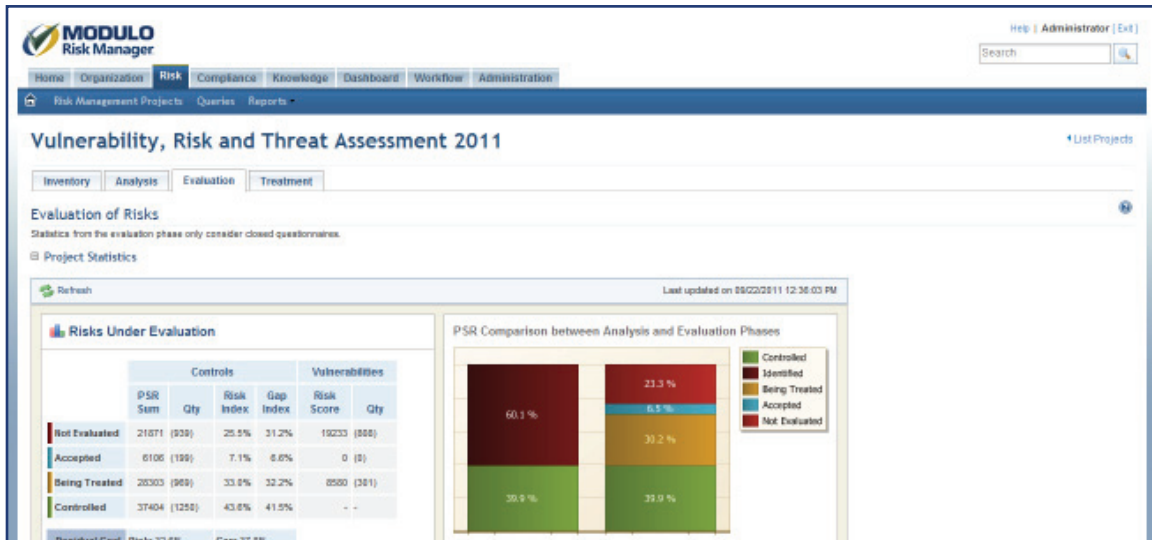 MODULO
Risk Manager
Help | Administrator [Exit]
Search
Home Organization Risk Compliance Knowledge Dashboard Workflow Administration
Risk Management Projects Queries Reports
Vulnerability, Risk and Threat Assessment 2011
List Projects
Inventory Analysis Evaluation Treatment
Evaluation of Risks
Statistics from the evaluation phase only consider closed questionnaires.
Project Statistics
Refresh
Last updated on 09/22/2011 12:36:03 PM
Risks Under Evaluation
Controls Vulnerabilities
PSR Sum Qty Risk Index Gap Index Risk Score Qty
Not Evaluated 21871 (939) 25.5% 31.2% 19233 (808)
Accepted 6106 (199) 7.1% 6.6% 0 (0)
Being Treated 28303 (969) 33.0% 32.2% 8580 (301)
Controlled 37404 (1250) 43.6% 41.5% - -
PSR Comparison between Analysis and Evaluation Phases
60.1 %
39.9 %
23.3 %
6.5 %
30.2 %
39.9 %
Controlled
Identified
Being Treated
Accepted
Not Evaluated